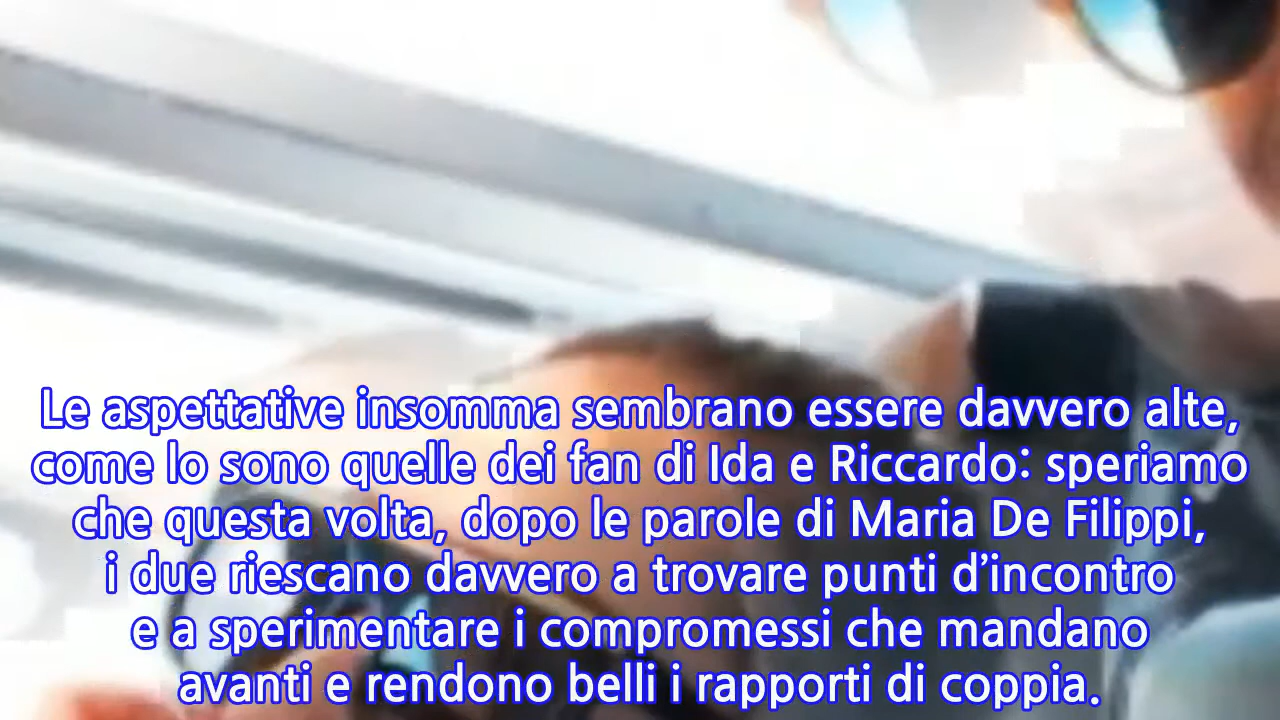 Le aspettative insomma sembrano essere davvero alte,
come lo sono quelle dei fan di Ida e Riccardo: speriamo
che questa volta, dopo le parole di Maria De Filippi,
i due riescano davvero a trovare punti d’incontro
e a sperimentare i compromessi che mandano
avanti e rendono belli i rapporti di coppia.